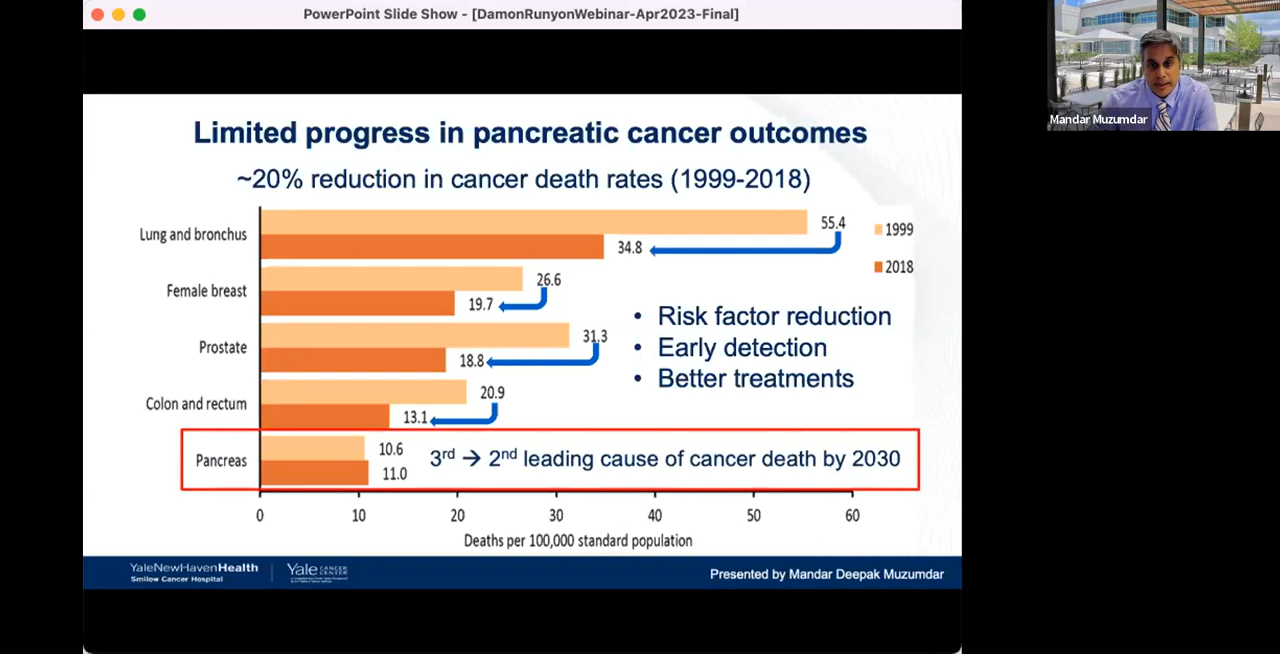 PowerPoint Slide Show - [DamonRunyonWebinar-Apr2023-Final]
Mandar Muzumdar
Limited progress in pancreatic cancer outcomes
~20% reduction in cancer death rates (1999-2018)
Lung and bronchus
55.4
34.8
1999
2018
Female breast
26.6
19.7
Prostate
31.3
18.8
• Risk factor reduction
• Early detection
• Better treatments
Colon and rectum
20.9
13.1
Pancreas
10.6
11.0
3rd → 2nd leading cause of cancer death by 2030
0 10 20 30 40 50 60
Deaths per 100,000 standard population
YaleNewHavenHealth
Smilow Cancer Hospital
Yale CANCER CENTER
Presented by Mandar Deepak Muzumdar